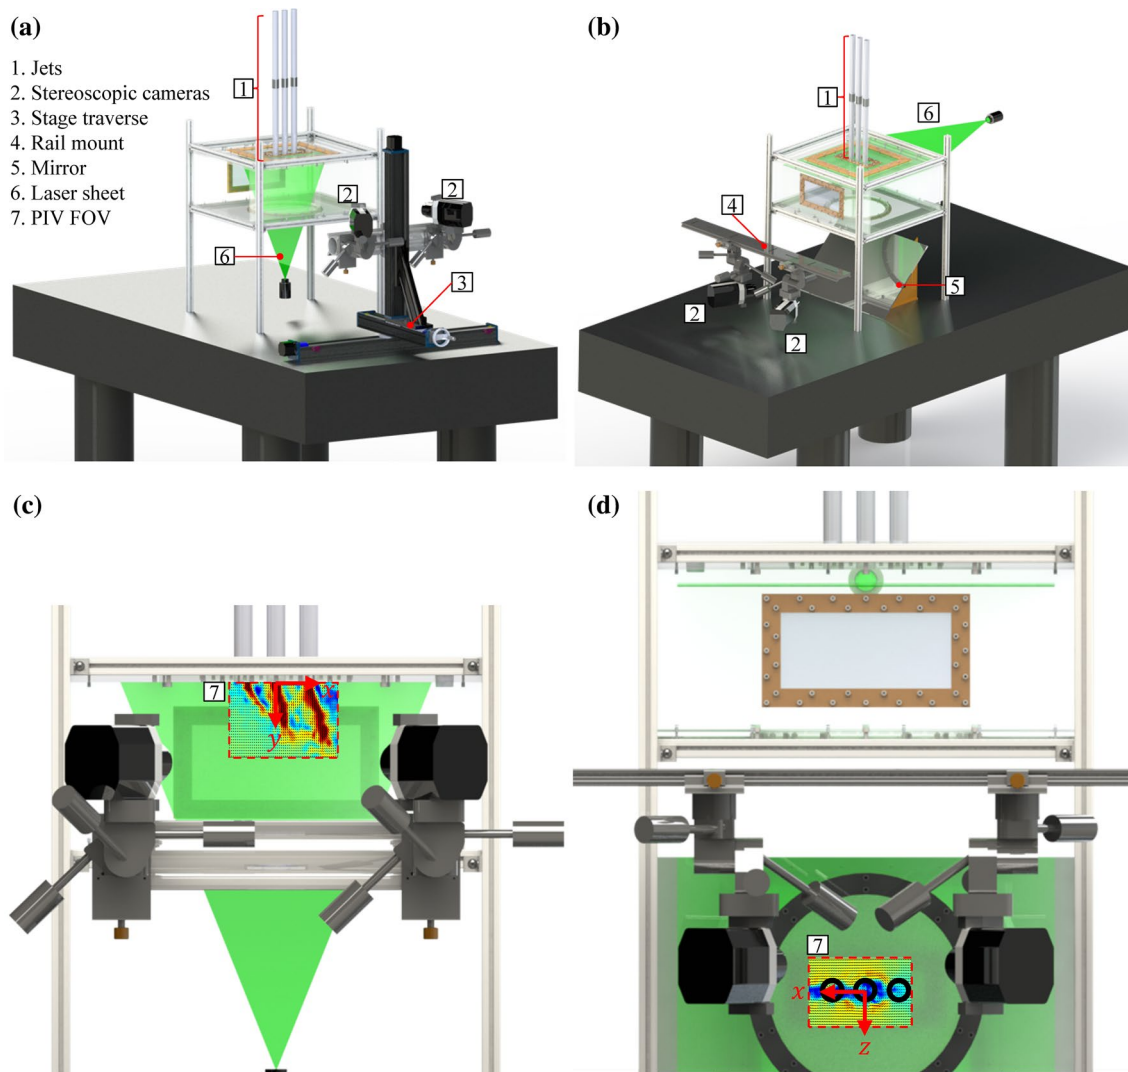 (a)
1. Jets
2. Stereoscopic cameras
3. Stage traverse
4. Rail mount
5. Mirror
6. Laser sheet
7. PIV FOV
1
2
2
6
3
(b)
1
6
4
5
2
2
(c)
7
x
y
(d)
7
x
z